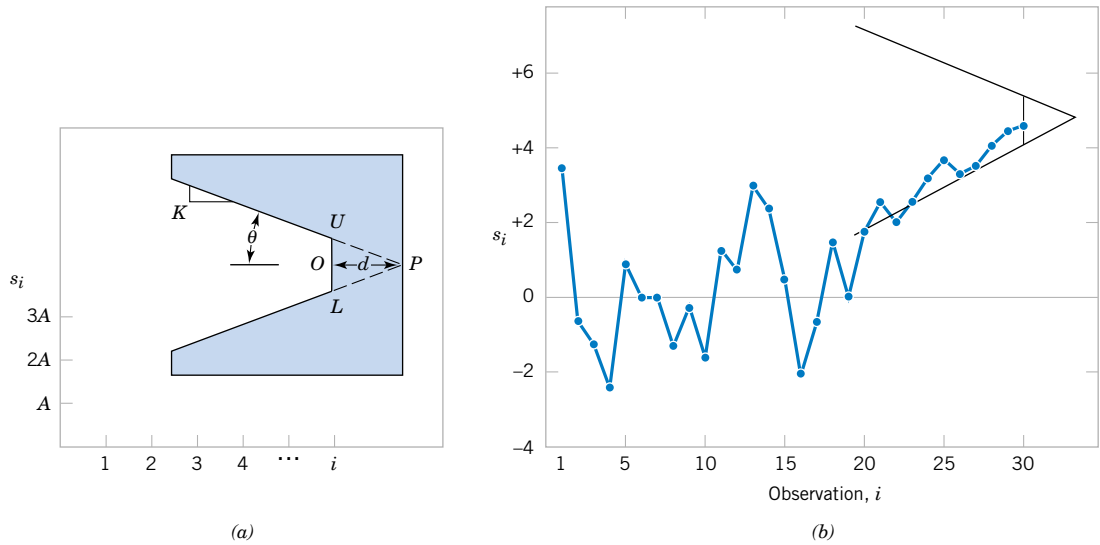 K
U
θ
O
d
P
L
s_i
3A
2A
A
1 2 3 4 ... i
(a)
+6
+4
+2
s_i
0
−2
−4
1 5 10 15 20 25 30
Observation, i
(b)